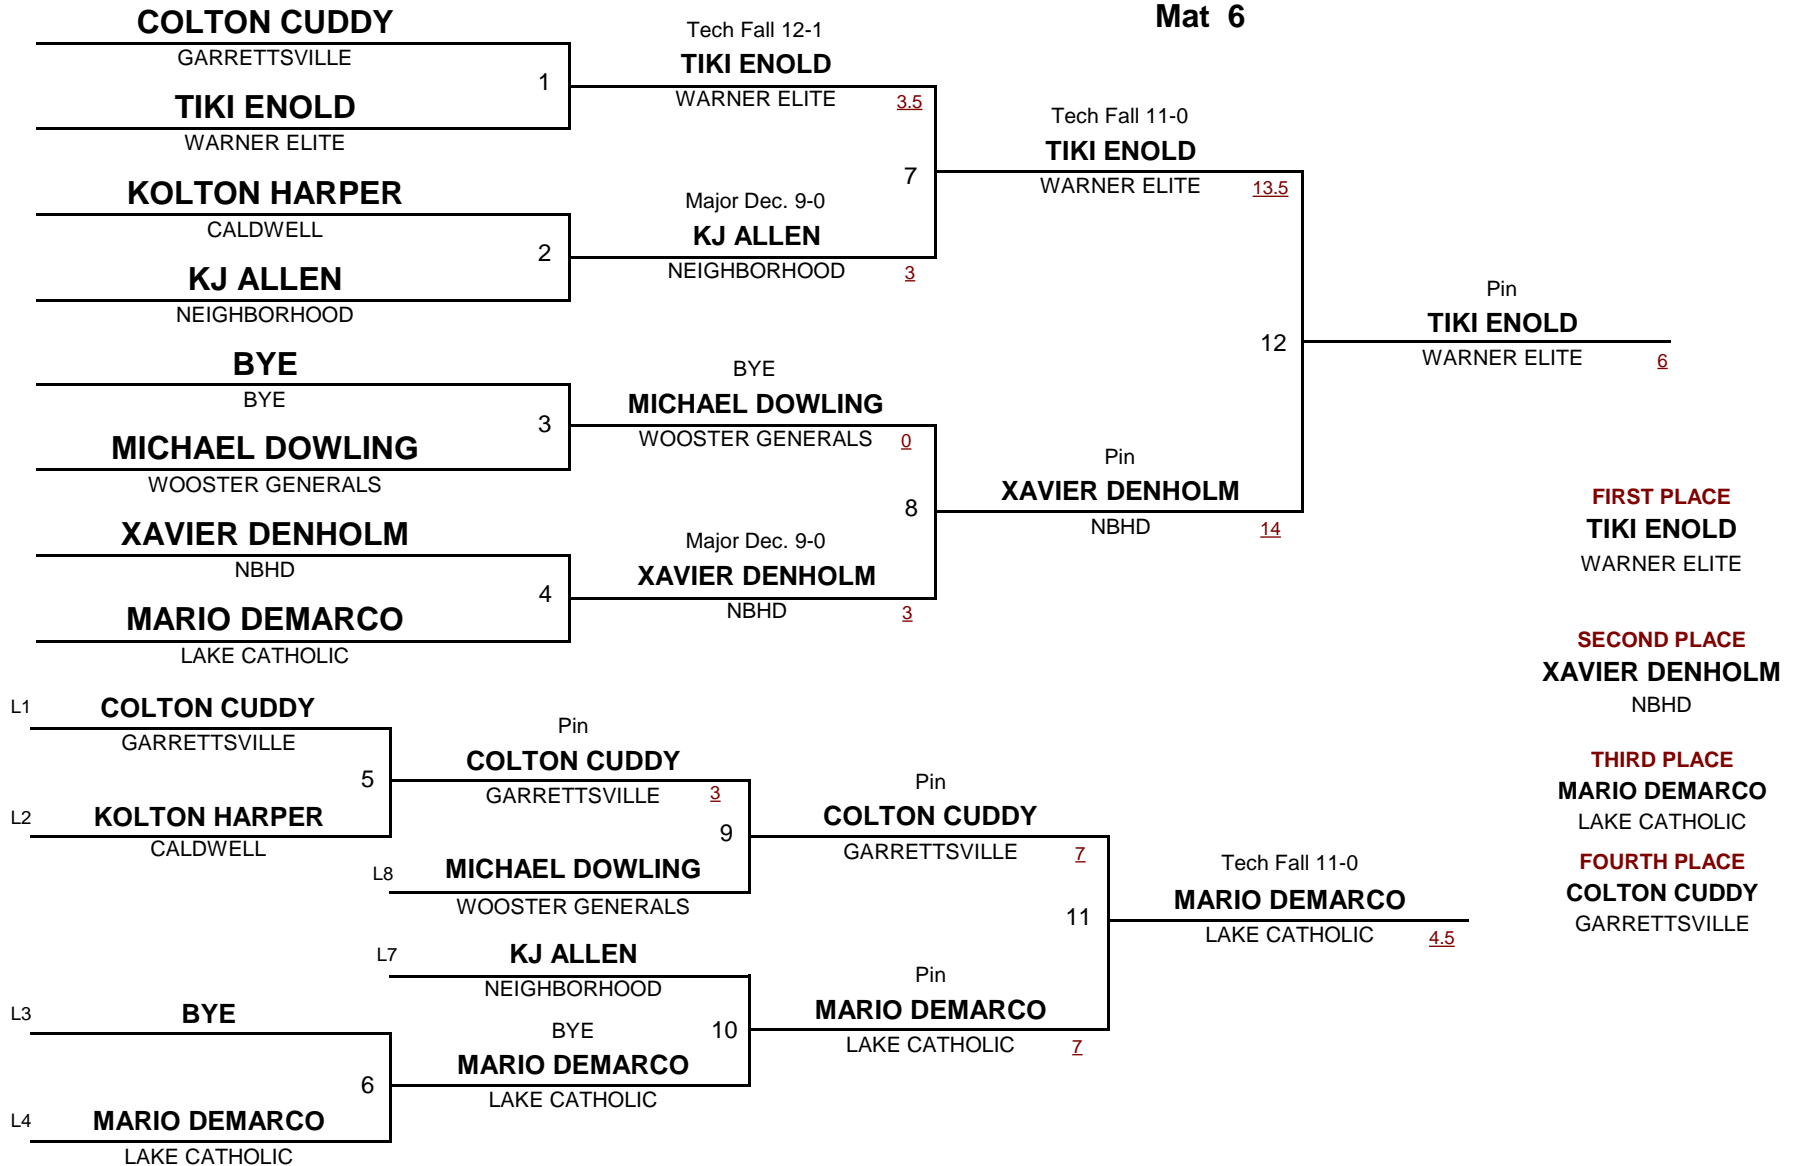 Mat 6
COLTON CUDDY
GARRETTSVILLE
1
TIKI ENOLD
WARNER ELITE
KOLTON HARPER
CALDWELL
2
KJ ALLEN
NEIGHBORHOOD
BYE
BYE
3
MICHAEL DOWLING
WOOSTER GENERALS
XAVIER DENHOLM
NBHD
4
MARIO DEMARCO
LAKE CATHOLIC
Tech Fall 12-1
TIKI ENOLD
WARNER ELITE 3.5
7
Major Dec. 9-0
KJ ALLEN
NEIGHBORHOOD 3
BYE
MICHAEL DOWLING
WOOSTER GENERALS 0
8
Major Dec. 9-0
XAVIER DENHOLM
NBHD 3
Tech Fall 11-0
TIKI ENOLD
WARNER ELITE 13.5
12
Pin
XAVIER DENHOLM
NBHD 14
Pin
TIKI ENOLD
WARNER ELITE 6
FIRST PLACE
TIKI ENOLD
WARNER ELITE
SECOND PLACE
XAVIER DENHOLM
NBHD
THIRD PLACE
MARIO DEMARCO
LAKE CATHOLIC
FOURTH PLACE
COLTON CUDDY
GARRETTSVILLE
L1 COLTON CUDDY
GARRETTSVILLE
5
L2 KOLTON HARPER
CALDWELL
L3 BYE
6
L4 MARIO DEMARCO
LAKE CATHOLIC
Pin
COLTON CUDDY
GARRETTSVILLE 3
9
L8 MICHAEL DOWLING
WOOSTER GENERALS
L7 KJ ALLEN
NEIGHBORHOOD
10
BYE
MARIO DEMARCO
LAKE CATHOLIC
Pin
COLTON CUDDY
GARRETTSVILLE 7
11
Pin
MARIO DEMARCO
LAKE CATHOLIC 7
Tech Fall 11-0
MARIO DEMARCO
LAKE CATHOLIC 4.5